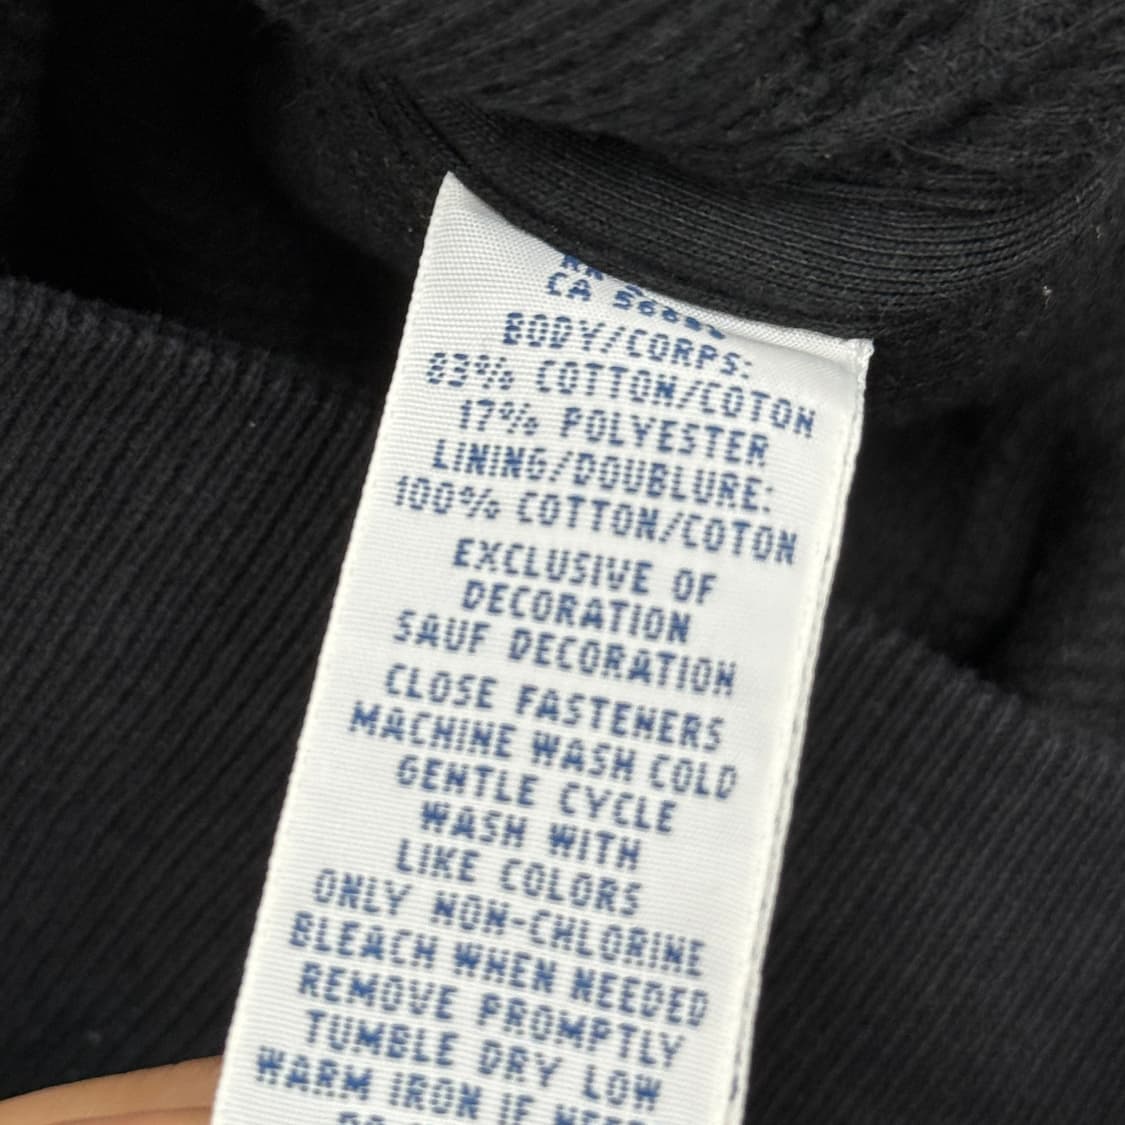 CA
BODY/CORPS:
83% COTTON/COTON
17% POLYESTER
LINING/DOUBLURE:
100% COTTON/COTON
EXCLUSIVE OF
DECORATION
SAUF DECORATION
CLOSE FASTENERS
MACHINE WASH COLD
GENTLE CYCLE
WASH WITH
LIKE COLORS
ONLY NON-CHLORINE
BLEACH WHEN NEEDED
REMOVE PROMPTLY
TUMBLE DRY LOW
WARM IRON IF